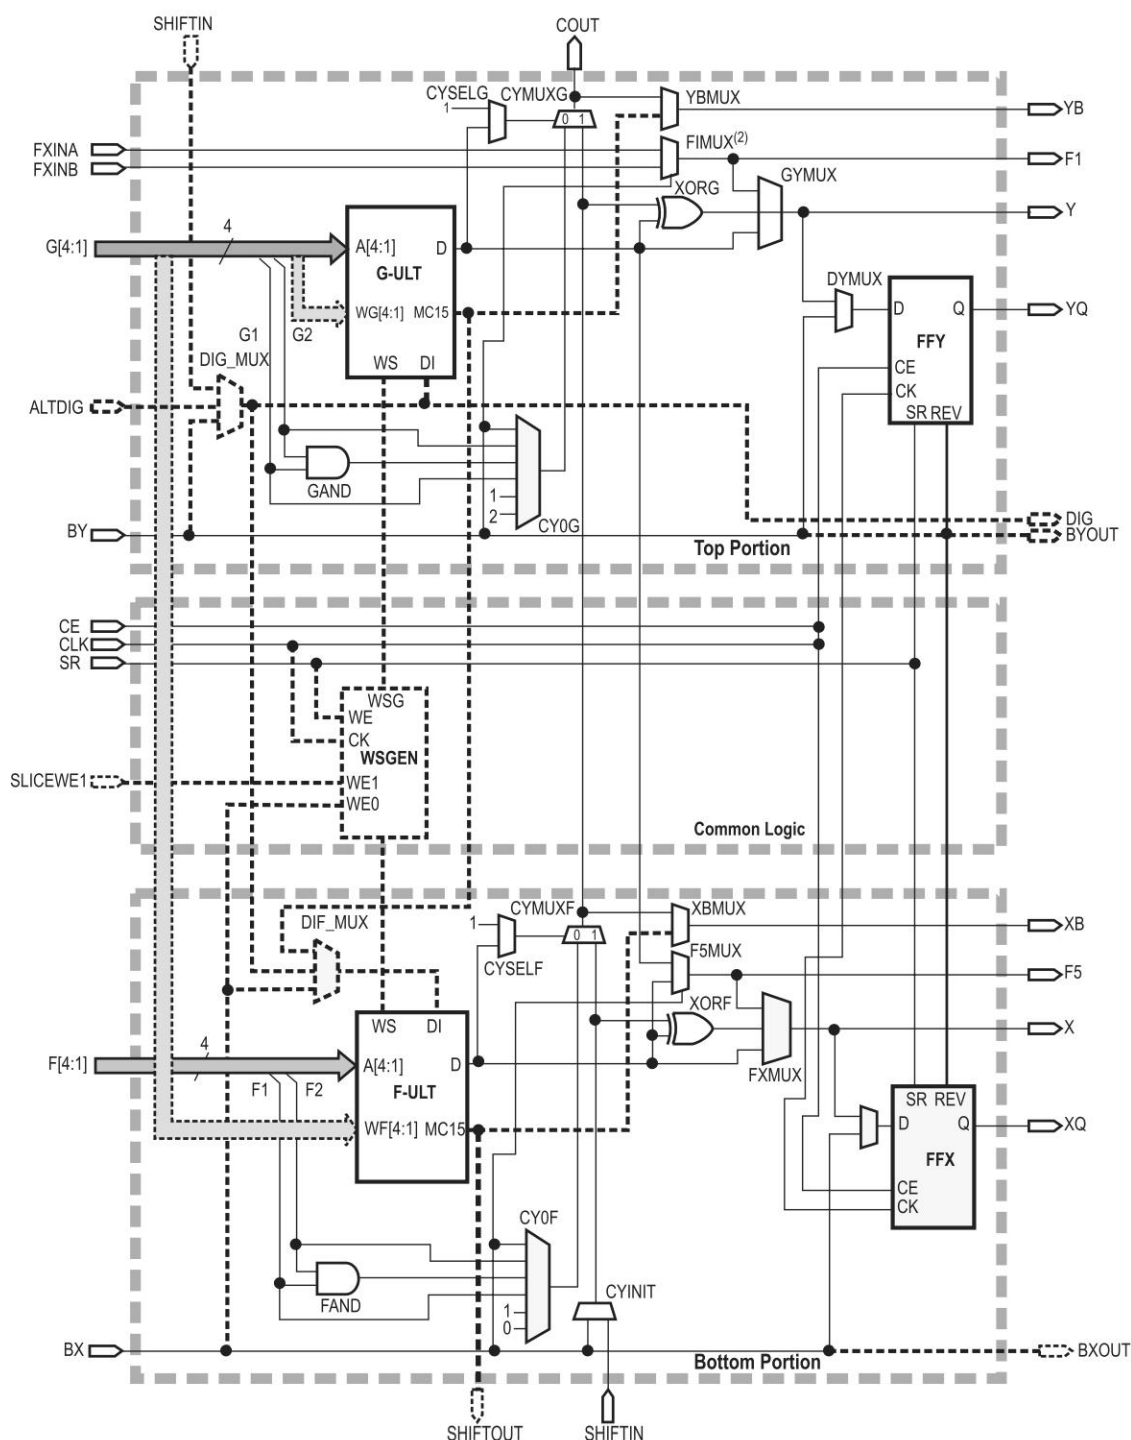 SHIFTIN
COUT
CYSELG
CYMUXG
YBMUX
1
0 1
YB
FXINA
FXINB
FIMUX(2)
F1
GYMUX
XORG
Y
4
G[4:1]
A[4:1]
D
G-ULT
DYMUX
WG[4:1]
MC15
G1
G2
D
Q
YQ
FFY
DIG_MUX
WS
DI
CE
CK
ALTDIG
SR
REV
GAND
1
2
CY0G
DIG
BY
BYOUT
Top Portion
CE
CLK
SR
WSG
WE
CK
WSGEN
SLICEWE1
WE1
WE0
Common Logic
DIF_MUX
CYMUXF
XBMUX
1
0 1
XB
CYSELF
F5MUX
F5
XORF
WS
DI
X
4
F[4:1]
A[4:1]
D
FXMUX
F1
F2
F-ULT
SR
REV
WF[4:1]
MC15
D
Q
XQ
FFX
CE
CK
CY0F
FAND
1
0
CYINIT
BX
Bottom Portion
BXOUT
SHIFTOUT
SHIFTIN